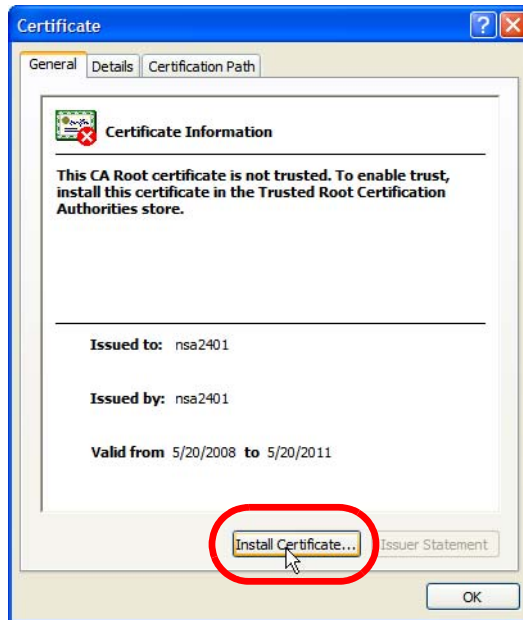 Certificate
General Details Certification Path
Certificate Information
This CA Root certificate is not trusted. To enable trust,
install this certificate in the Trusted Root Certification
Authorities store.
Issued to: nsa2401
Issued by: nsa2401
Valid from 5/20/2008 to 5/20/2011
Install Certificate... Issuer Statement
OK